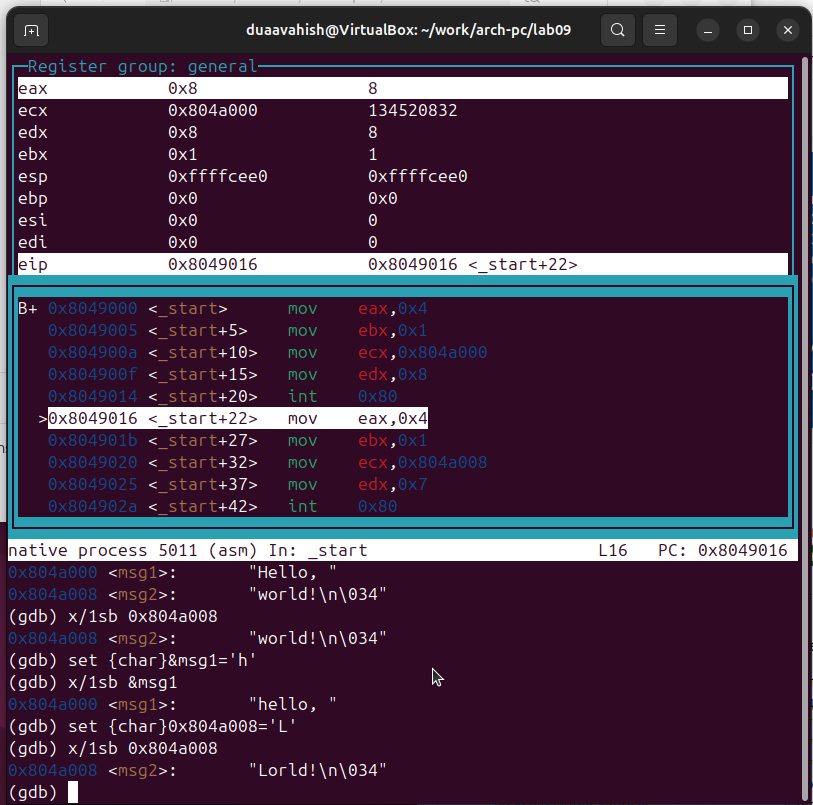 duaavahish@VirtualBox: ~/work/arch-pc/lab09
Register group: general
eax 0x8 8
ecx 0x804a000 134520832
edx 0x8 8
ebx 0x1 1
esp 0xffffcee0 0xffffcee0
ebp 0x0 0x0
esi 0x0 0
edi 0x0 0
eip 0x8049016 0x8049016 <_start+22>
B+ 0x8049000 <_start> mov eax,0x4
0x8049005 <_start+5> mov ebx,0x1
0x804900a <_start+10> mov ecx,0x804a000
0x804900f <_start+15> mov edx,0x8
0x8049014 <_start+20> int 0x80
>0x8049016 <_start+22> mov eax,0x4
0x804901b <_start+27> mov ebx,0x1
0x8049020 <_start+32> mov ecx,0x804a008
0x8049025 <_start+37> mov edx,0x7
0x804902a <_start+42> int 0x80
native process 5011 (asm) In: _start L16 PC: 0x8049016
0x804a000 <msg1>: "Hello, "
0x804a008 <msg2>: "world!\n\034"
(gdb) x/1sb 0x804a008
0x804a008 <msg2>: "world!\n\034"
(gdb) set {char}&msg1='h'
(gdb) x/1sb &msg1
0x804a000 <msg1>: "hello, "
(gdb) set {char}0x804a008='L'
(gdb) x/1sb 0x804a008
0x804a008 <msg2>: "Lorld!\n\034"
(gdb)